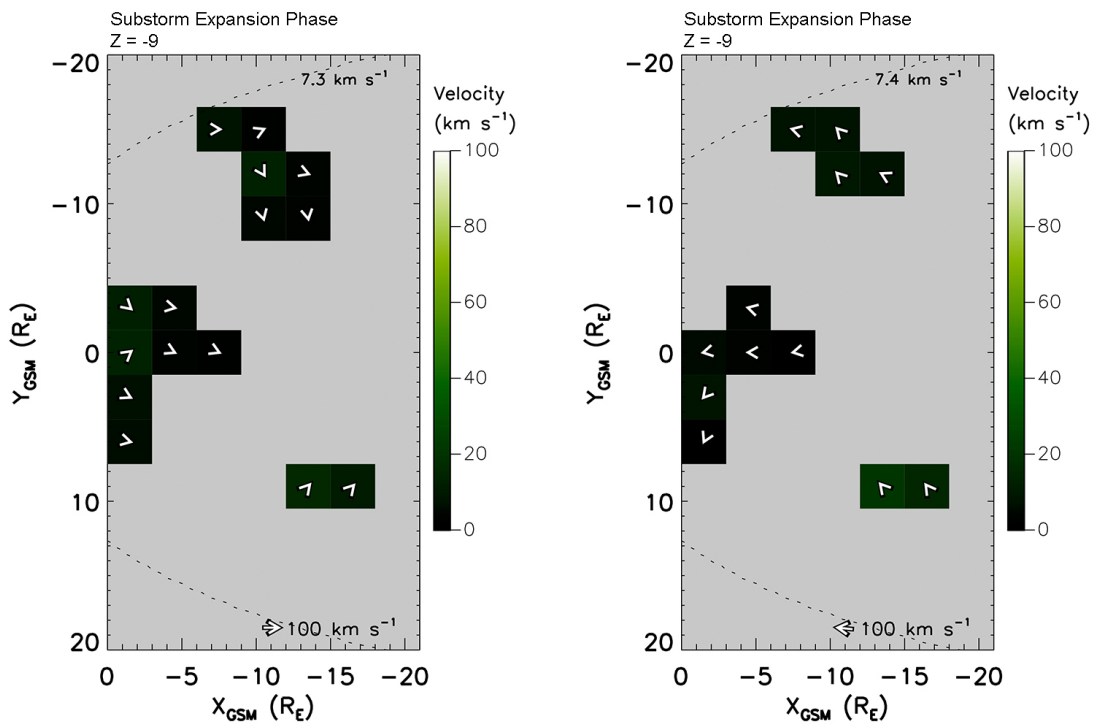 Substorm Expansion Phase
Z = -9
−20
−10
0
10
20
0
−5
−10
−15
−20
Y_GSM (R_E)
X_GSM (R_E)
7.3 km s⁻¹
100 km s⁻¹
Velocity
(km s⁻¹)
100
80
60
40
20
0
Substorm Expansion Phase
Z = -9
−20
−10
0
10
20
0
−5
−10
−15
−20
Y_GSM (R_E)
X_GSM (R_E)
7.4 km s⁻¹
100 km s⁻¹
Velocity
(km s⁻¹)
100
80
60
40
20
0